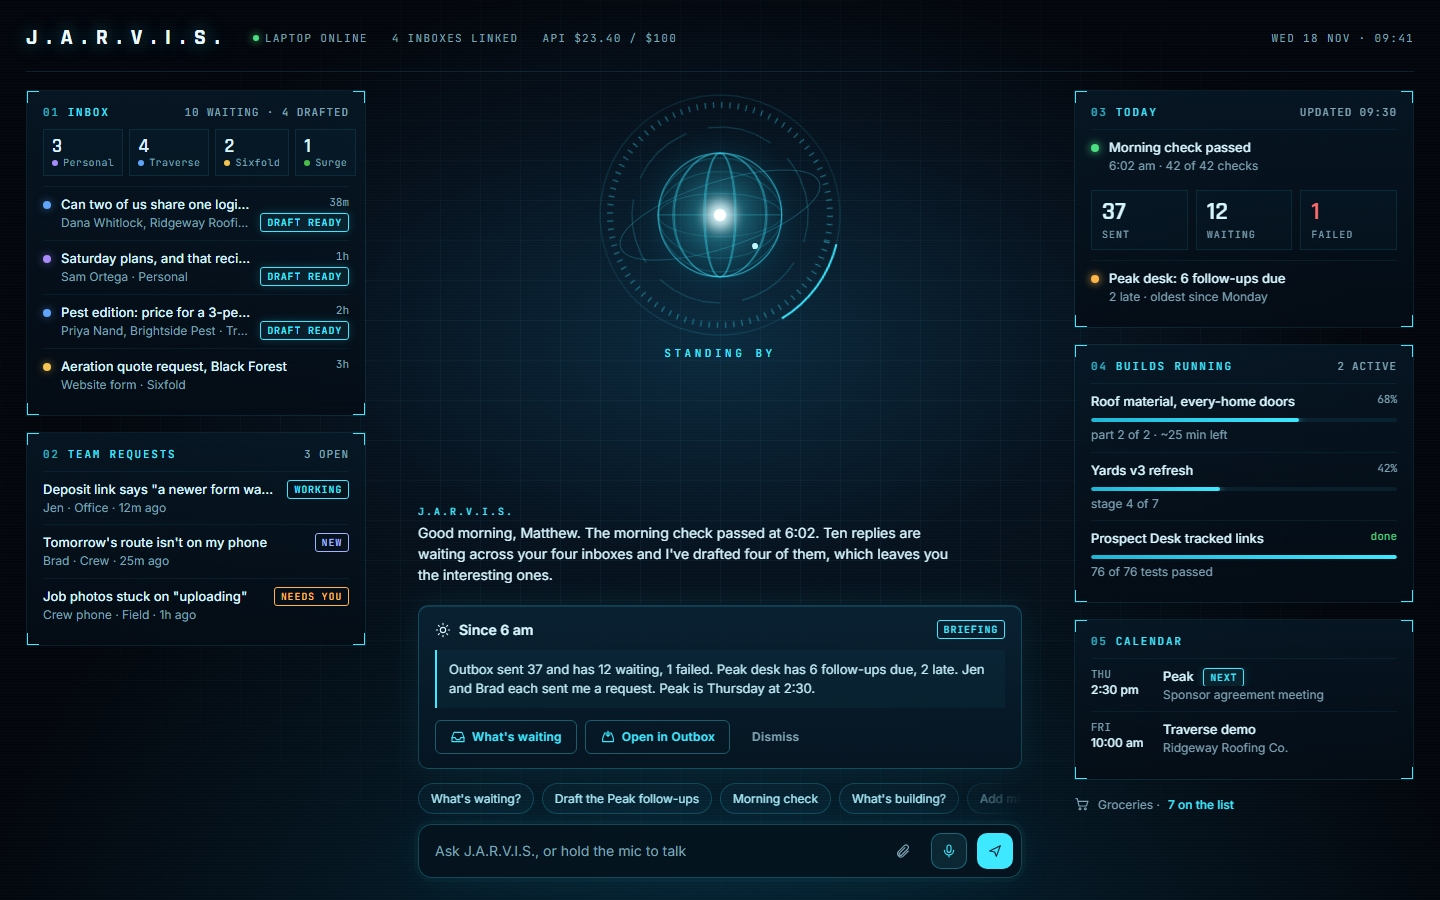 J.A.R.V.I.S.
LAPTOP ONLINE
4 INBOXES LINKED
API $23.40 / $100
WED 18 NOV · 09:41
01 INBOX
10 WAITING · 4 DRAFTED
3
Personal
4
Traverse
2
Sixfold
1
Surge
Can two of us share one logi...
38m
Dana Whitlock, Ridgeway Roofi...
DRAFT READY
Saturday plans, and that reci...
1h
Sam Ortega · Personal
DRAFT READY
Pest edition: price for a 3-pe...
2h
Priya Nand, Brightside Pest · Tr...
DRAFT READY
Aeration quote request, Black Forest
3h
Website form · Sixfold
02 TEAM REQUESTS
3 OPEN
Deposit link says "a newer form wa...
WORKING
Jen · Office · 12m ago
Tomorrow's route isn't on my phone
NEW
Brad · Crew · 25m ago
Job photos stuck on "uploading"
NEEDS YOU
Crew phone · Field · 1h ago
STANDING BY
J.A.R.V.I.S.
Good morning, Matthew. The morning check passed at 6:02. Ten replies are
waiting across your four inboxes and I've drafted four of them, which leaves you
the interesting ones.
Since 6 am
BRIEFING
Outbox sent 37 and has 12 waiting, 1 failed. Peak desk has 6 follow-ups due, 2 late. Jen
and Brad each sent me a request. Peak is Thursday at 2:30.
What's waiting
Open in Outbox
Dismiss
What's waiting?
Draft the Peak follow-ups
Morning check
What's building?
Add m
Ask J.A.R.V.I.S., or hold the mic to talk
03 TODAY
UPDATED 09:30
Morning check passed
6:02 am · 42 of 42 checks
37
SENT
12
WAITING
1
FAILED
Peak desk: 6 follow-ups due
2 late · oldest since Monday
04 BUILDS RUNNING
2 ACTIVE
Roof material, every-home doors
68%
part 2 of 2 · ~25 min left
Yards v3 refresh
42%
stage 4 of 7
Prospect Desk tracked links
done
76 of 76 tests passed
05 CALENDAR
THU
2:30 pm
Peak
NEXT
Sponsor agreement meeting
FRI
10:00 am
Traverse demo
Ridgeway Roofing Co.
Groceries · 7 on the list